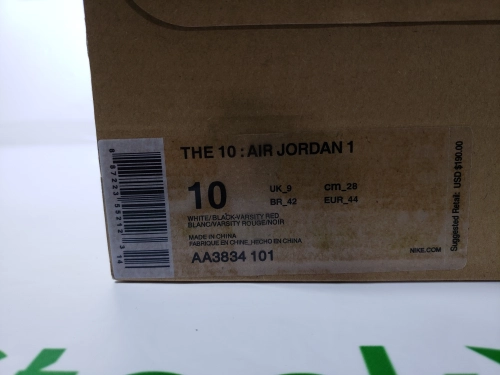 THE 10 : AIR JORDAN 1
10
UK_9
cm_28
BR_42
EUR_44
WHITE/BLACK-VARSITY RED
BLANC/VARSITY ROUGE/NOIR
MADE IN CHINA
FABRIQUE EN CHINE_HECHO EN CHINA
AA3834 101
NIKE.COM
Suggested Retail: USD $190.00